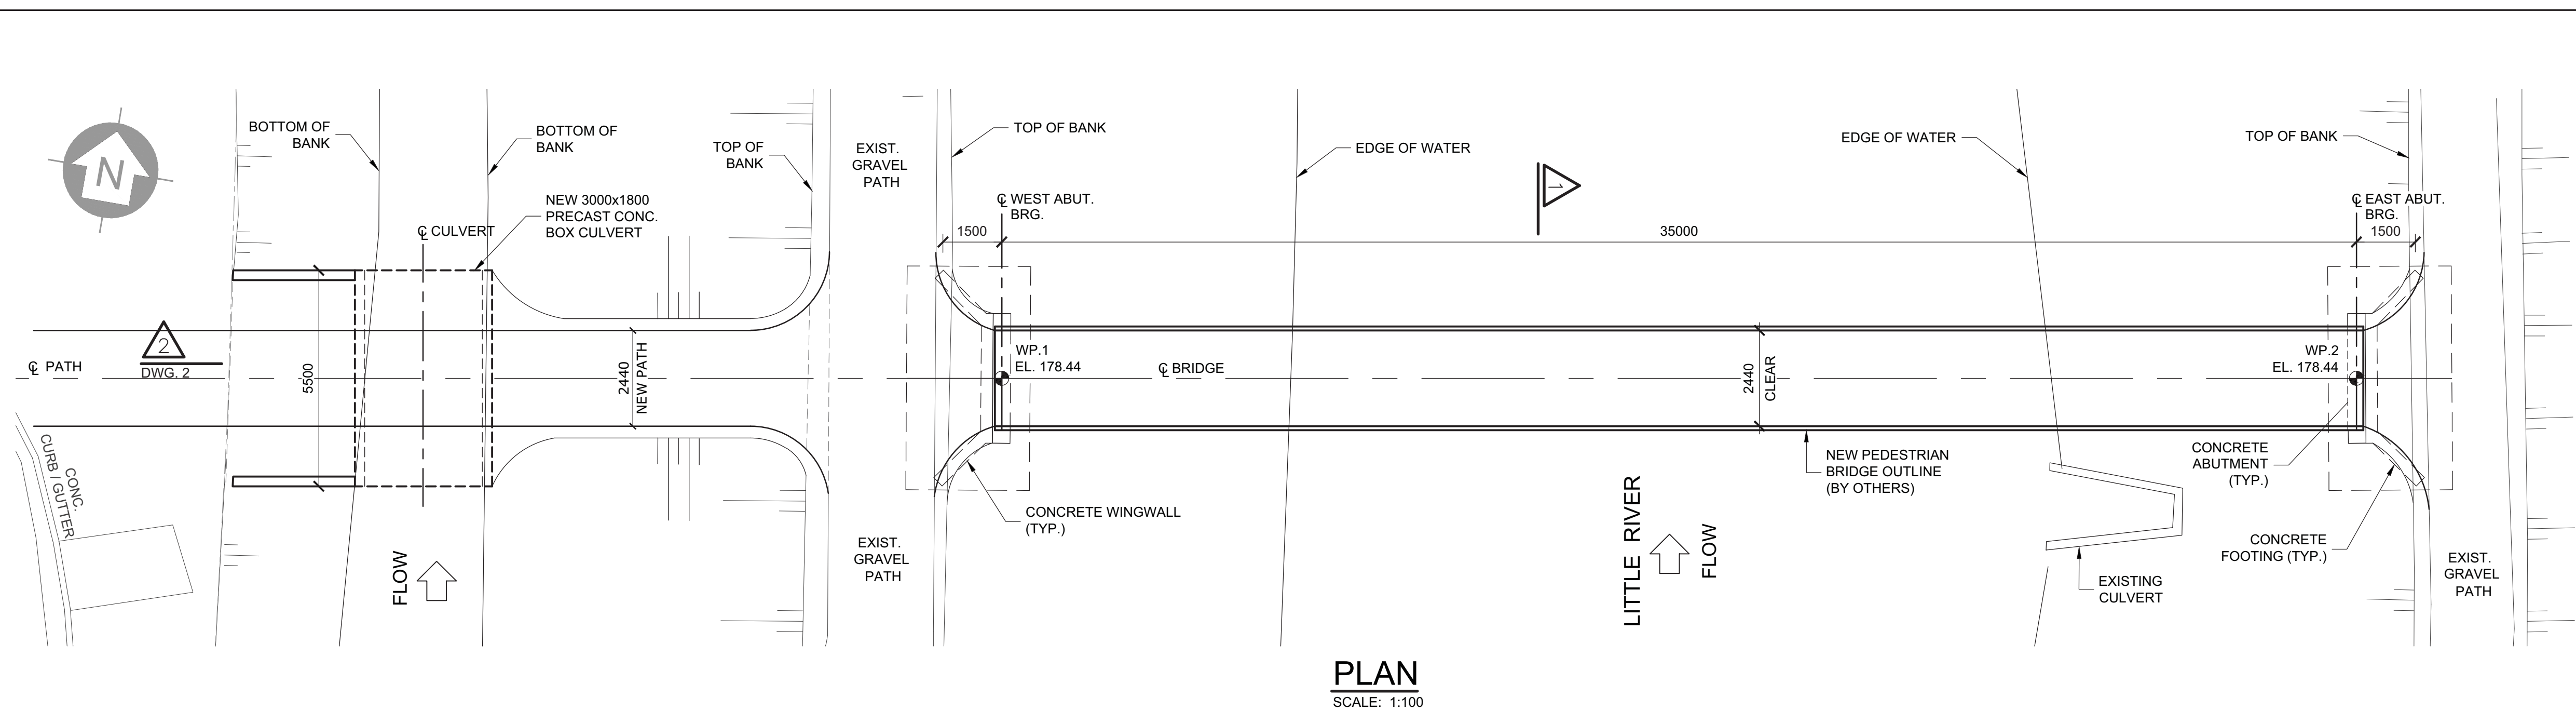 N
BOTTOM OF
BANK
BOTTOM OF
BANK
NEW 3000x1800
PRECAST CONC.
BOX CULVERT
℄ CULVERT
TOP OF
BANK
EXIST.
GRAVEL
PATH
TOP OF BANK
℄ WEST ABUT.
BRG.
1500
35000
EDGE OF WATER
1
EDGE OF WATER
TOP OF BANK
℄ EAST ABUT.
BRG.
1500
℄ PATH
2
DWG. 2
5500
2440
NEW PATH
WP.1
EL. 178.44
℄ BRIDGE
2440
CLEAR
WP.2
EL. 178.44
CONC.
CURB / GUTTER
FLOW
EXIST.
GRAVEL
PATH
CONCRETE WINGWALL
(TYP.)
LITTLE RIVER
FLOW
NEW PEDESTRIAN
BRIDGE OUTLINE
(BY OTHERS)
EXISTING
CULVERT
CONCRETE
ABUTMENT
(TYP.)
CONCRETE
FOOTING (TYP.)
EXIST.
GRAVEL
PATH
PLAN
SCALE: 1:100